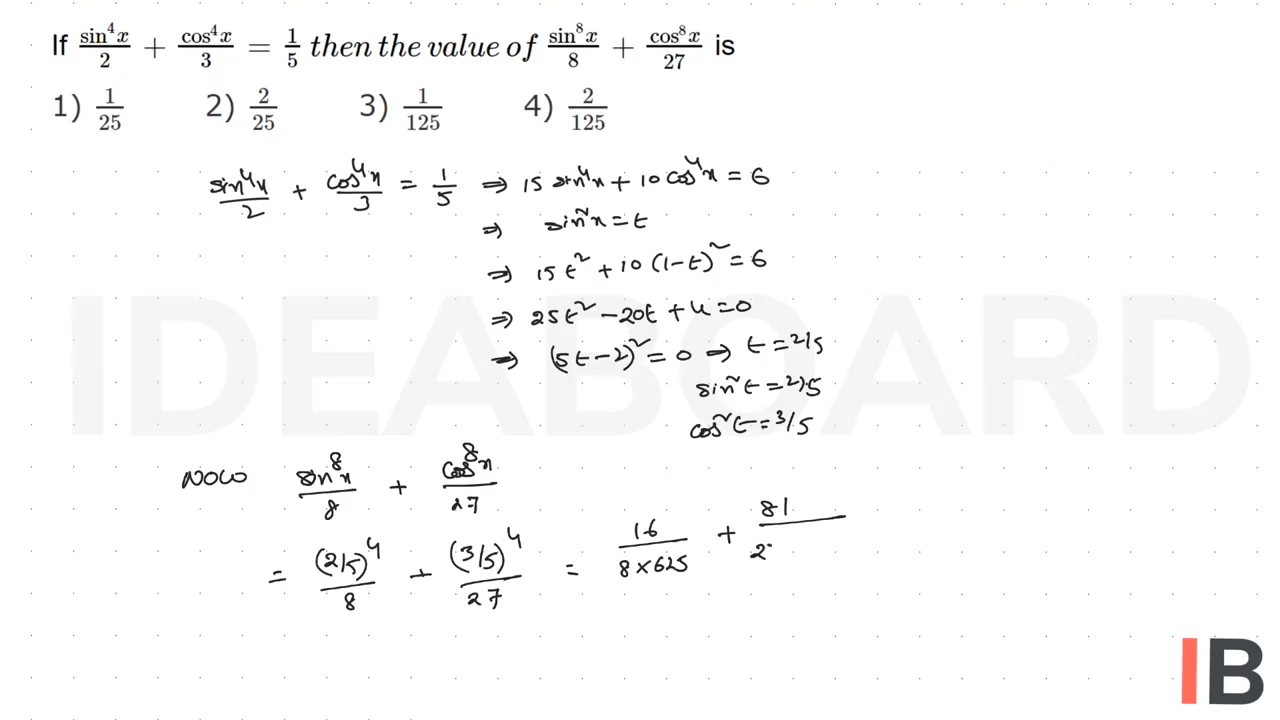 If sin⁴x/2 + cos⁴x/3 = 1/5 then the value of sin⁸x/8 + cos⁸x/27 is
1) 1/25 2) 2/25 3) 1/125 4) 2/125
sin⁴x/2 + cos⁴x/3 = 1/5 ⇒ 15 sin⁴x + 10 cos⁴x = 6
⇒ sin²x = t
⇒ 15t² + 10(1-t)² = 6
⇒ 25t² - 20t + 4 = 0
⇒ (5t-2)² = 0 ⇒ t = 2/5
sin²t = 2/5
cos²t = 3/5
NOW sin⁸x/8 + cos⁸x/27
= (2/5)⁴/8 + (3/5)⁴/27 = 16/(8×625) + 81/2
IDEABOARD
IB